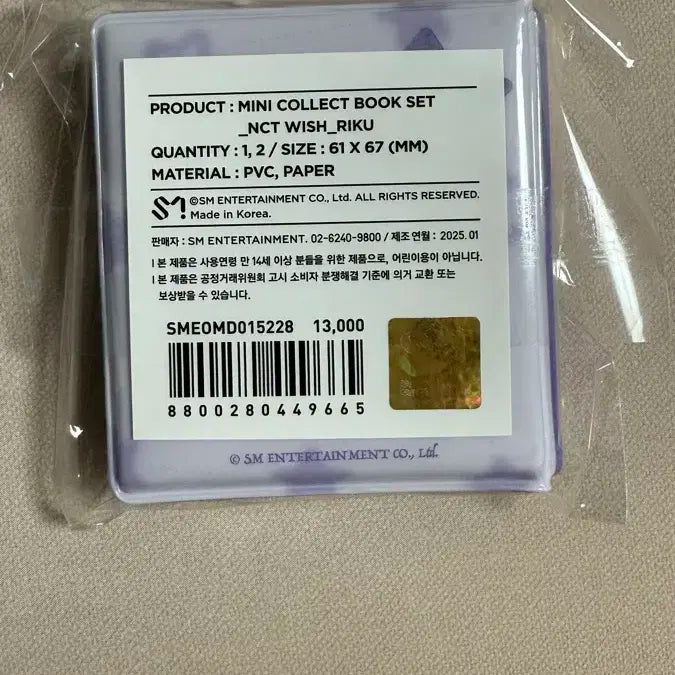 PRODUCT : MINI COLLECT BOOK SET
_NCT WISH_RIKU
QUANTITY : 1, 2 / SIZE : 61 X 67 (MM)
MATERIAL : PVC, PAPER
SM
©SM ENTERTAINMENT CO., Ltd. ALL RIGHTS RESERVED.
Made in Korea.
판매자 : SM ENTERTAINMENT. 02-6240-9800 / 제조 연월 : 2025.01
I 본 제품은 사용연령 만 14세 이상 분들을 위한 제품으로, 어린이용이 아닙니다.
I 본 제품은 공정거래위원회 고시 소비자 분쟁해결 기준에 의거 교환 또는
보상받을 수 있습니다.
SMEOMD015228 13,000
8800280449665
© SM ENTERTAINMENT CO., Ltd.